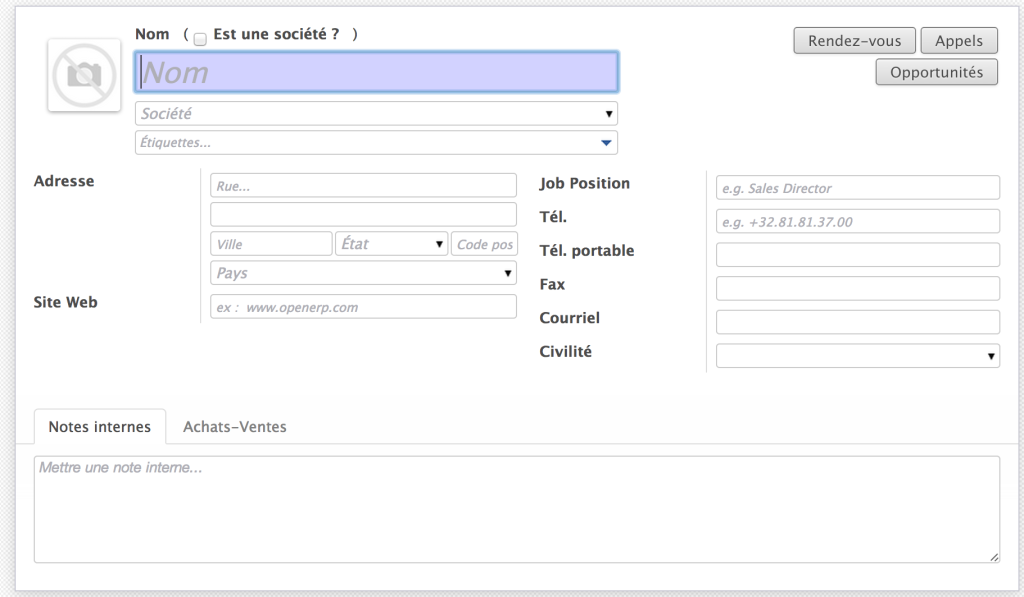 Nom ( Est une société ? )
Rendez-vous
Appels
Opportunités
Nom
Société
Étiquettes...
Adresse
Rue...
Ville
État
Code pos
Pays
Site Web
ex : www.openerp.com
Job Position
e.g. Sales Director
Tél.
e.g. +32.81.81.37.00
Tél. portable
Fax
Courriel
Civilité
Notes internes
Achats-Ventes
Mettre une note interne...